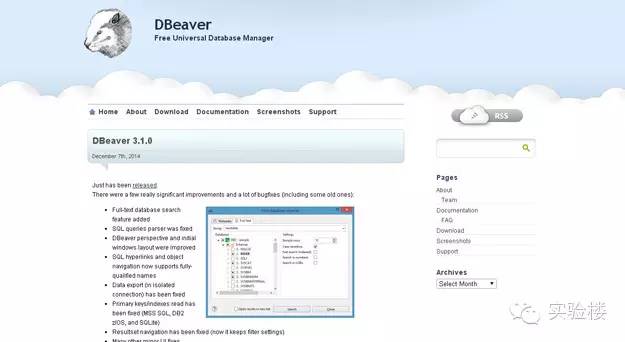 DBeaver
Free Universal Database Manager
Home About Download Documentation Screenshots Support
RSS
DBeaver 3.1.0
December 7th, 2014
Just has been released.
There were a few really significant improvements and a lot of bugfixes (including some old ones):
Full-text database search
feature added
SQL queries parser was fixed
DBeaver perspective and initial
windows layout were improved
SQL hyperlinks and object
navigation now supports fully-
qualified names
Data export (in isolated
connection) has been fixed
Primary keys/indexes read has
been fixed (MSS SQL, DB2
z/OS, and SQLite)
Resultset navigation has been fixed (now it keeps filter settings)
Many other minor UI fixes
Pages
About
Team
Documentation
FAQ
Download
Screenshots
Support
Archives
Select Month
实验楼